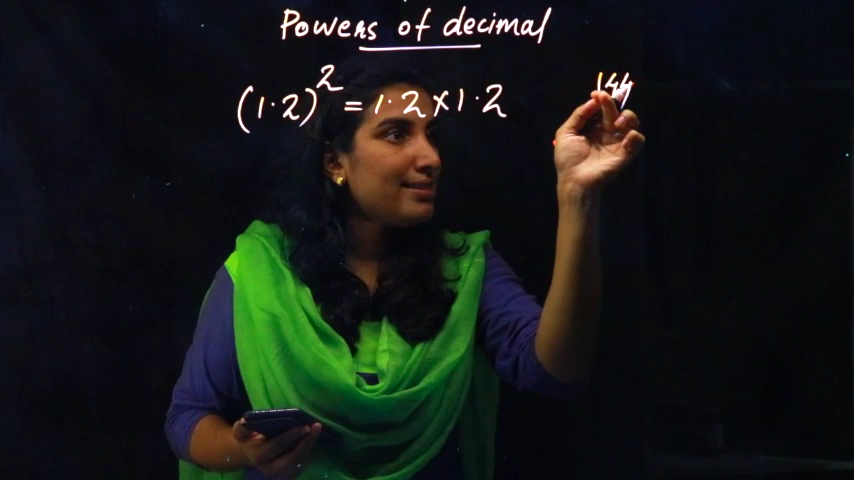 Powers of decimal
(1·2)² = 1·2 × 1·2 144